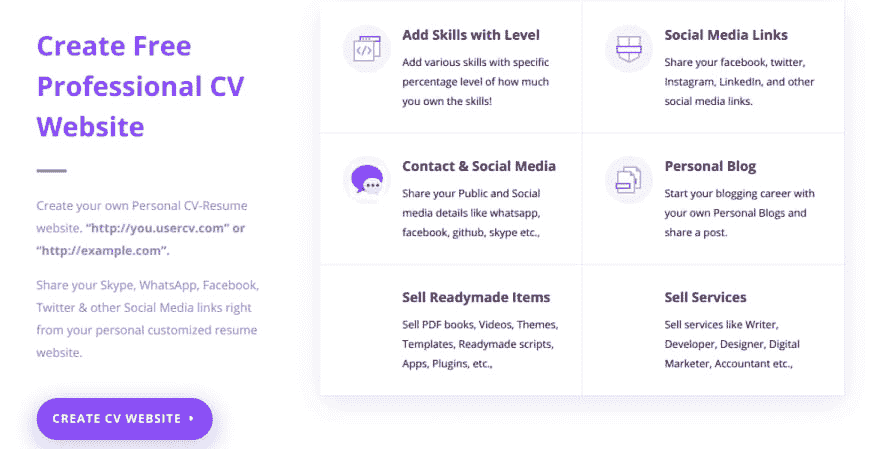 Create Free
Professional CV
Website
Create your own Personal CV-Resume
website. “http://you.usercv.com” or
“http://example.com”.
Share your Skype, WhatsApp, Facebook,
Twitter & other Social Media links right
from your personal customized resume
website.
CREATE CV WEBSITE
Add Skills with Level
Add various skills with specific
percentage level of how much
you own the skills!
Social Media Links
Share your facebook, twitter,
Instagram, LinkedIn, and other
social media links.
Contact & Social Media
Share your Public and Social
media details like whatsapp,
facebook, github, skype etc.,
Personal Blog
Start your blogging career with
your own Personal Blogs and
share a post.
Sell Readymade Items
Sell PDF books, Videos, Themes,
Templates, Readymade scripts,
Apps, Plugins, etc.,
Sell Services
Sell services like Writer,
Developer, Designer, Digital
Marketer, Accountant etc.,